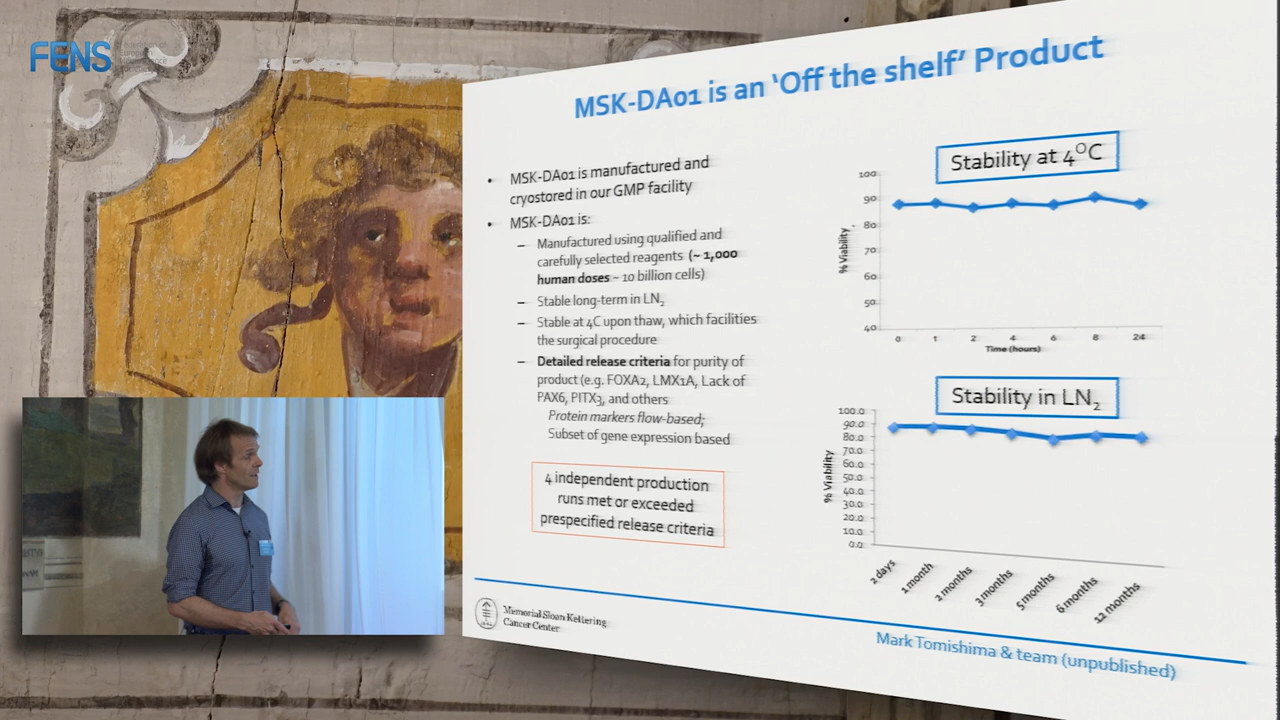 FENS
MSK-DA01 is an 'Off the shelf' Product
• MSK-DA01 is manufactured and
cryostored in our GMP facility
• MSK-DA01 is:
– Manufactured using qualified and
carefully selected reagents (~ 1,000
human doses ~ 10 billion cells)
– Stable long-term in LN2
– Stable at 4C upon thaw, which facilities
the surgical procedure
– Detailed release criteria for purity of
product (e.g. FOXA2, LMX1A, Lack of
PAX6, PITX3, and others
Protein markers flow-based;
Subset of gene expression based
4 independent production
runs met or exceeded
prespecified release criteria
Stability at 4°C
100
90
80
70
60
50
40
% Viability
0 1 2 4 6 8 24
Time (hours)
Stability in LN2
100.0
90.0
80.0
70.0
60.0
50.0
40.0
30.0
20.0
10.0
0.0
% Viability
2 days 1 month 2 months 3 months 5 months 6 months 12 months
Memorial Sloan Kettering
Cancer Center
Mark Tomishima & team (unpublished)